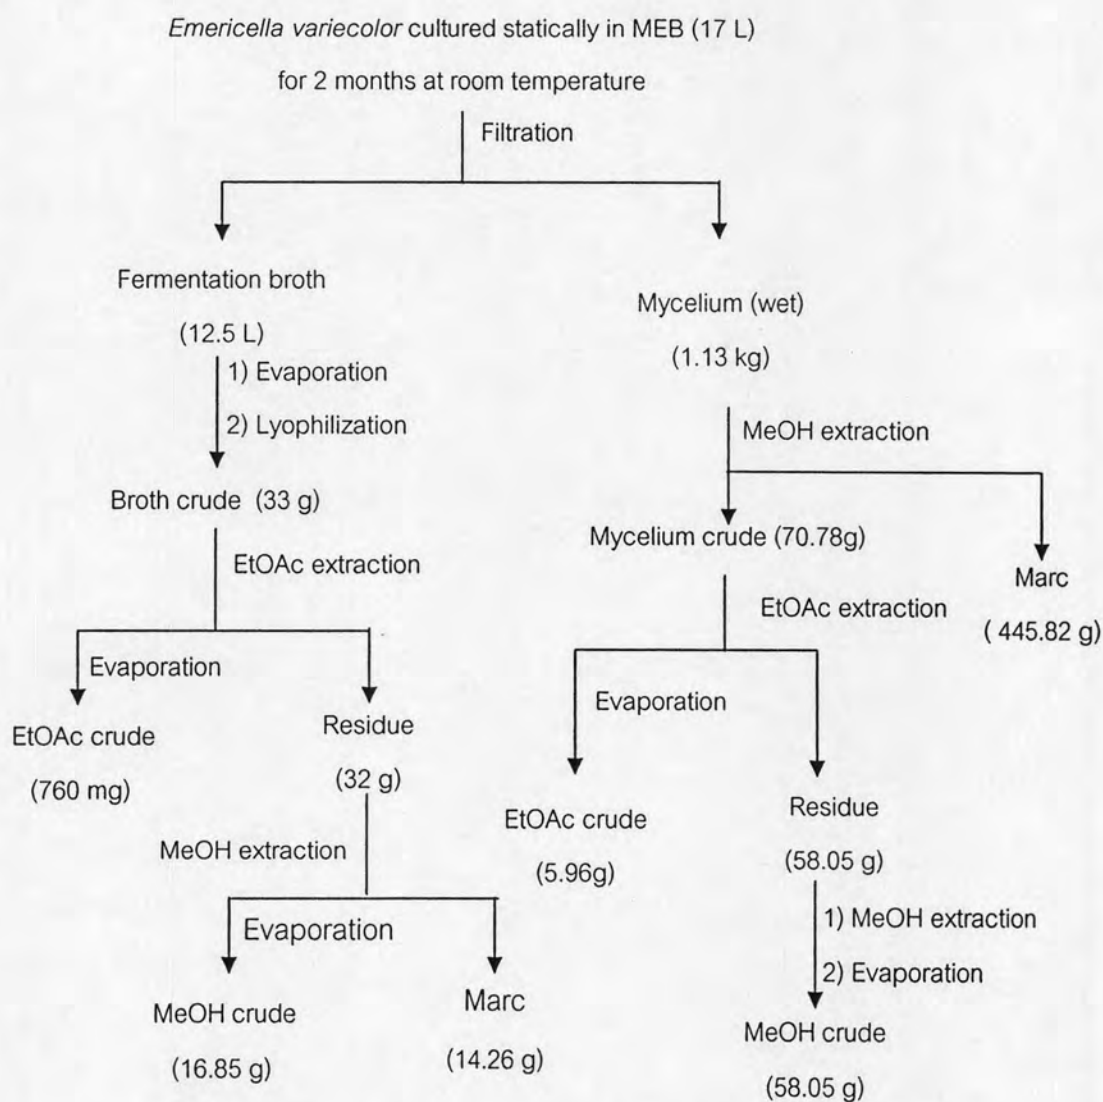 Emericella variecolor cultured statically in MEB (17 L)
for 2 months at room temperature
Filtration
Fermentation broth
(12.5 L)
1) Evaporation
2) Lyophilization
Broth crude (33 g)
EtOAc extraction
Evaporation
EtOAc crude
(760 mg)
Residue
(32 g)
MeOH extraction
Evaporation
MeOH crude
(16.85 g)
Marc
(14.26 g)
Mycelium (wet)
(1.13 kg)
MeOH extraction
Mycelium crude (70.78g)
Marc
( 445.82 g)
EtOAc extraction
Evaporation
EtOAc crude
(5.96g)
Residue
(58.05 g)
1) MeOH extraction
2) Evaporation
MeOH crude
(58.05 g)